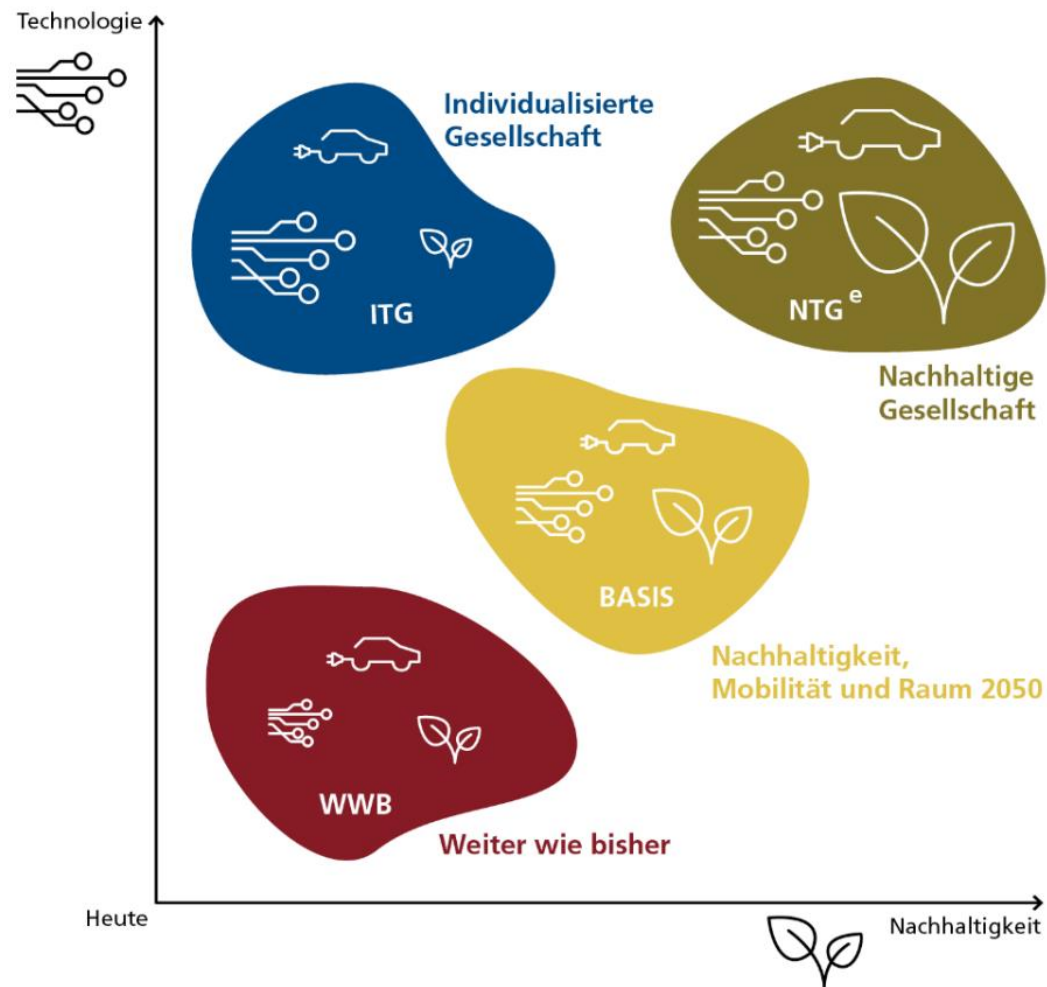 Technologie
Individualisierte
Gesellschaft
ITG
NTG e
Nachhaltige
Gesellschaft
BASIS
Nachhaltigkeit,
Mobilität und Raum 2050
WWB
Weiter wie bisher
Heute
Nachhaltigkeit